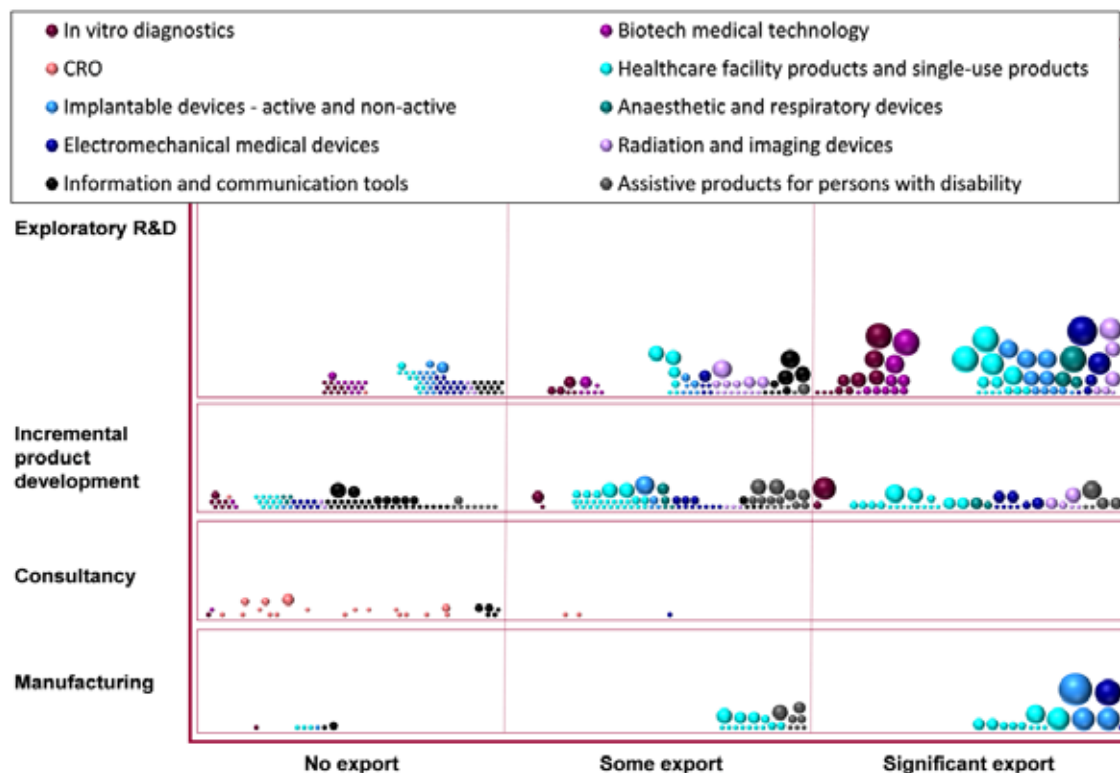 In vitro diagnostics
Biotech medical technology
CRO
Healthcare facility products and single-use products
Implantable devices - active and non-active
Anaesthetic and respiratory devices
Electromechanical medical devices
Radiation and imaging devices
Information and communication tools
Assistive products for persons with disability
Exploratory R&D
Incremental
product
development
Consultancy
Manufacturing
No export
Some export
Significant export